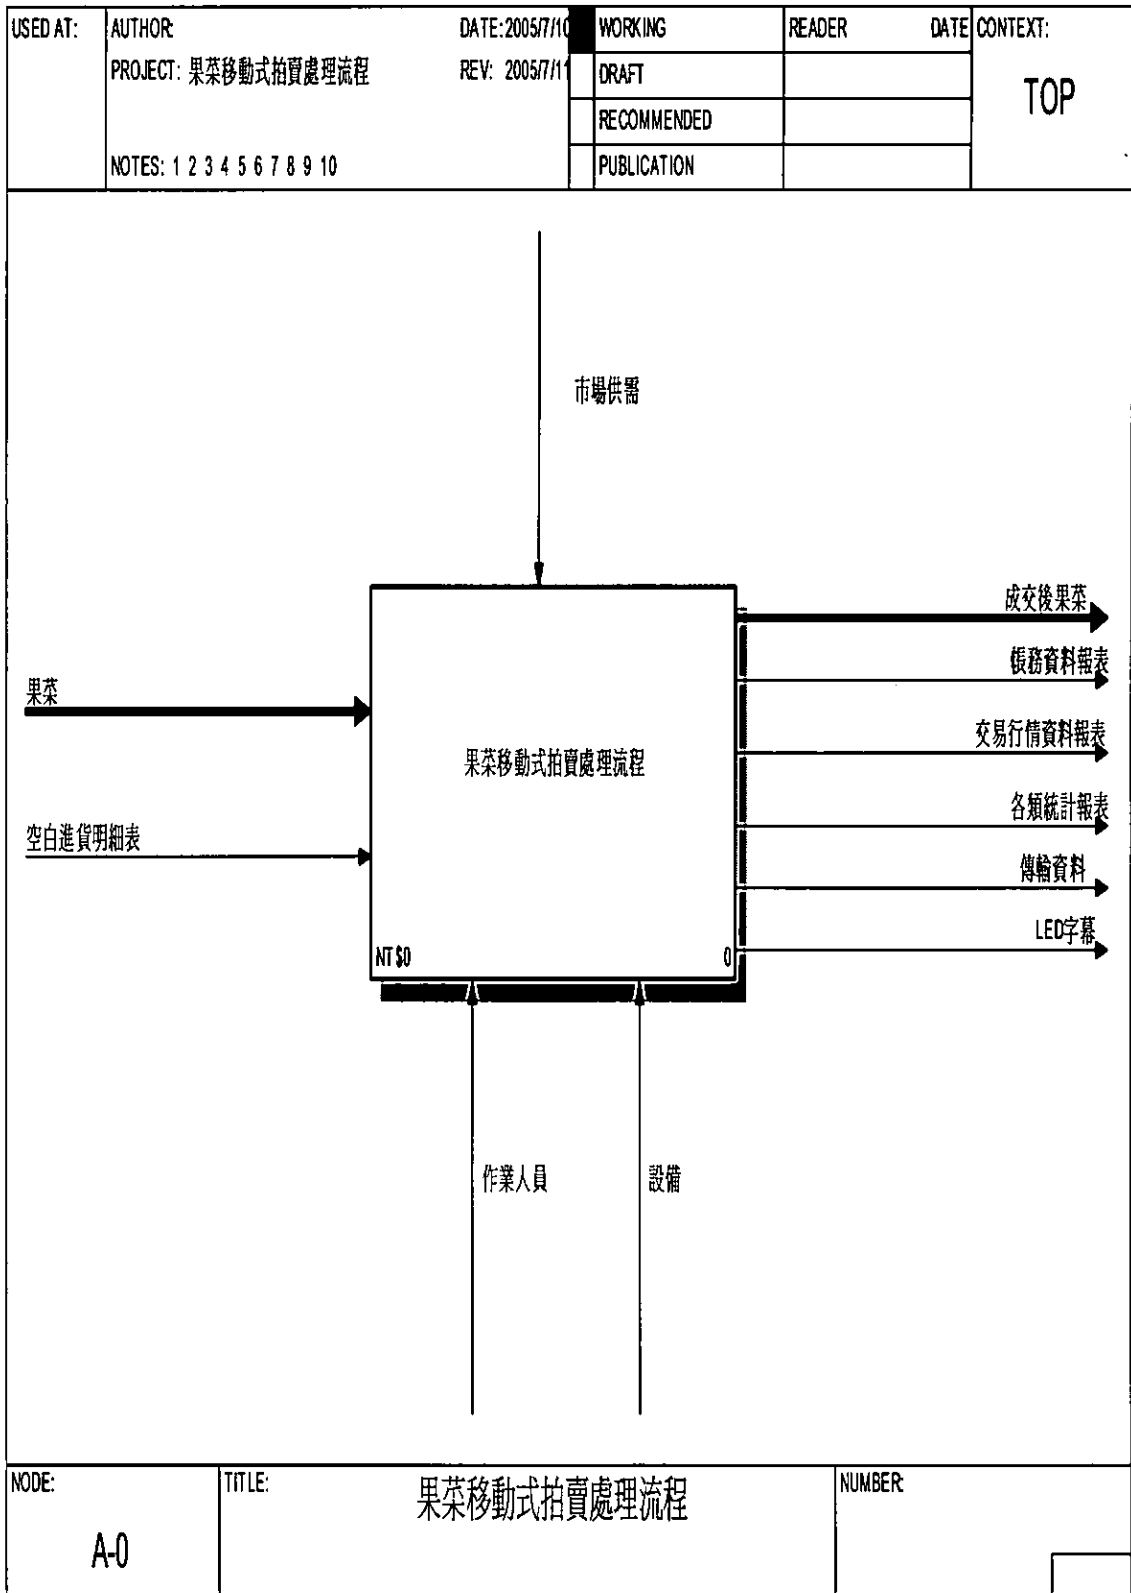 USED AT:
AUTHOR:
DATE:2005/7/10
WORKING
READER
DATE
CONTEXT:
PROJECT: 果菜移動式拍賣處理流程
REV: 2005/7/11
DRAFT
TOP
RECOMMENDED
NOTES: 1 2 3 4 5 6 7 8 9 10
PUBLICATION
市場供需
成交後果菜
帳務資料報表
果菜
交易行情資料報表
果菜移動式拍賣處理流程
各類統計報表
空白進貨明細表
傳輸資料
LED字幕
NT $0
0
作業人員
設備
NODE:
TITLE:
果菜移動式拍賣處理流程
NUMBER:
A-0